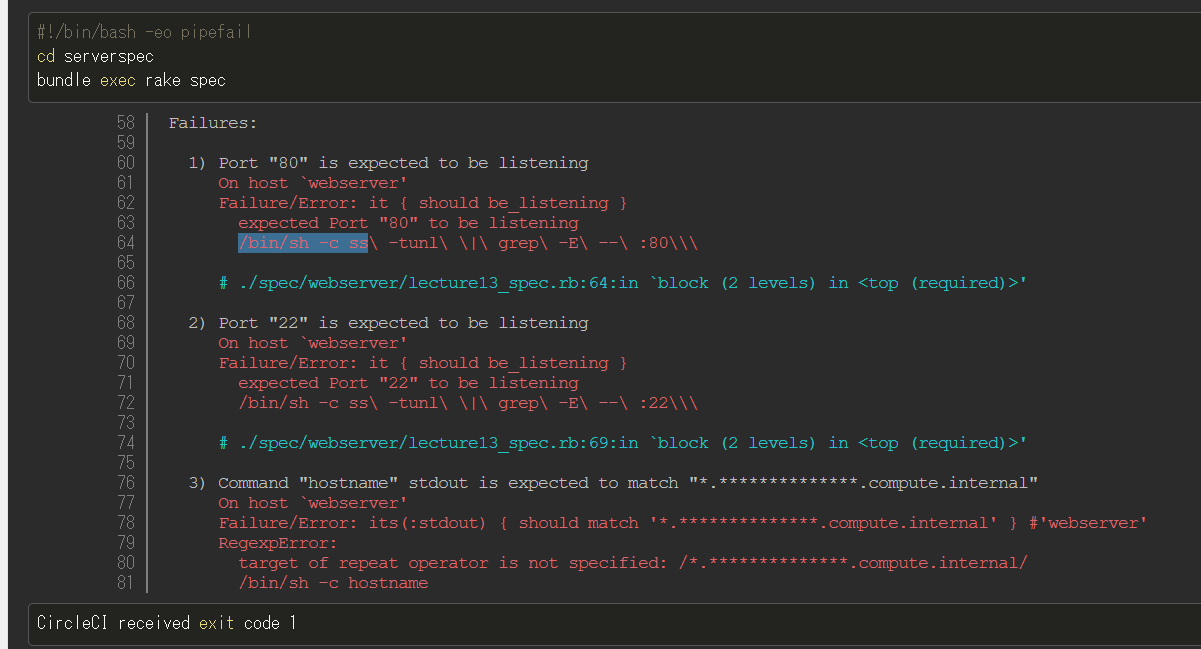 #!/bin/bash -eo pipefail
cd serverspec
bundle exec rake spec
58 Failures:
59
60 1) Port "80" is expected to be listening
61 On host `webserver'
62 Failure/Error: it { should be_listening }
63 expected Port "80" to be listening
64 /bin/sh -c ss\ -tunl\ \|\ grep\ -E\ --\ :80\\\
65
66 # ./spec/webserver/lecture13_spec.rb:64:in `block (2 levels) in <top (required)>'
67
68 2) Port "22" is expected to be listening
69 On host `webserver'
70 Failure/Error: it { should be_listening }
71 expected Port "22" to be listening
72 /bin/sh -c ss\ -tunl\ \|\ grep\ -E\ --\ :22\\\
73
74 # ./spec/webserver/lecture13_spec.rb:69:in `block (2 levels) in <top (required)>'
75
76 3) Command "hostname" stdout is expected to match "*.**************.compute.internal"
77 On host `webserver'
78 Failure/Error: its(:stdout) { should match '*.**************.compute.internal' } #'webserver'
79 RegexpError:
80 target of repeat operator is not specified: /*.**************.compute.internal/
81 /bin/sh -c hostname
CircleCI received exit code 1